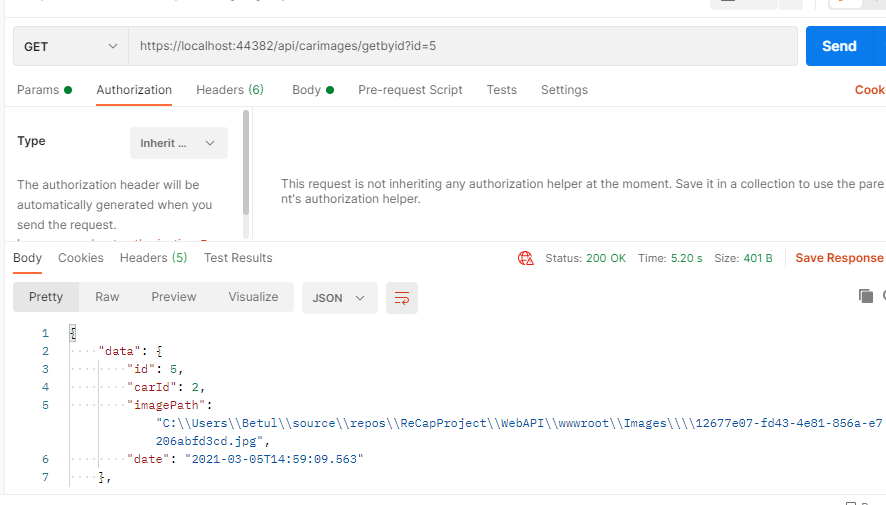 GET https://localhost:44382/api/carimages/getbyid?id=5 Send
Params Authorization Headers (6) Body Pre-request Script Tests Settings Cook
Type Inherit ...
The authorization header will be
automatically generated when you
send the request.
This request is not inheriting any authorization helper at the moment. Save it in a collection to use the pare
nt's authorization helper.
Body Cookies Headers (5) Test Results Status: 200 OK Time: 5.20 s Size: 401 B Save Response
Pretty Raw Preview Visualize JSON
1 {
2 "data": {
3 "id": 5,
4 "carId": 2,
5 "imagePath":
"C:\\Users\\Betul\\source\\repos\\ReCapProject\\WebAPI\\wwwroot\\Images\\\\12677e07-fd43-4e81-856a-e7
206abfd3cd.jpg",
6 "date": "2021-03-05T14:59:09.563"
7 },